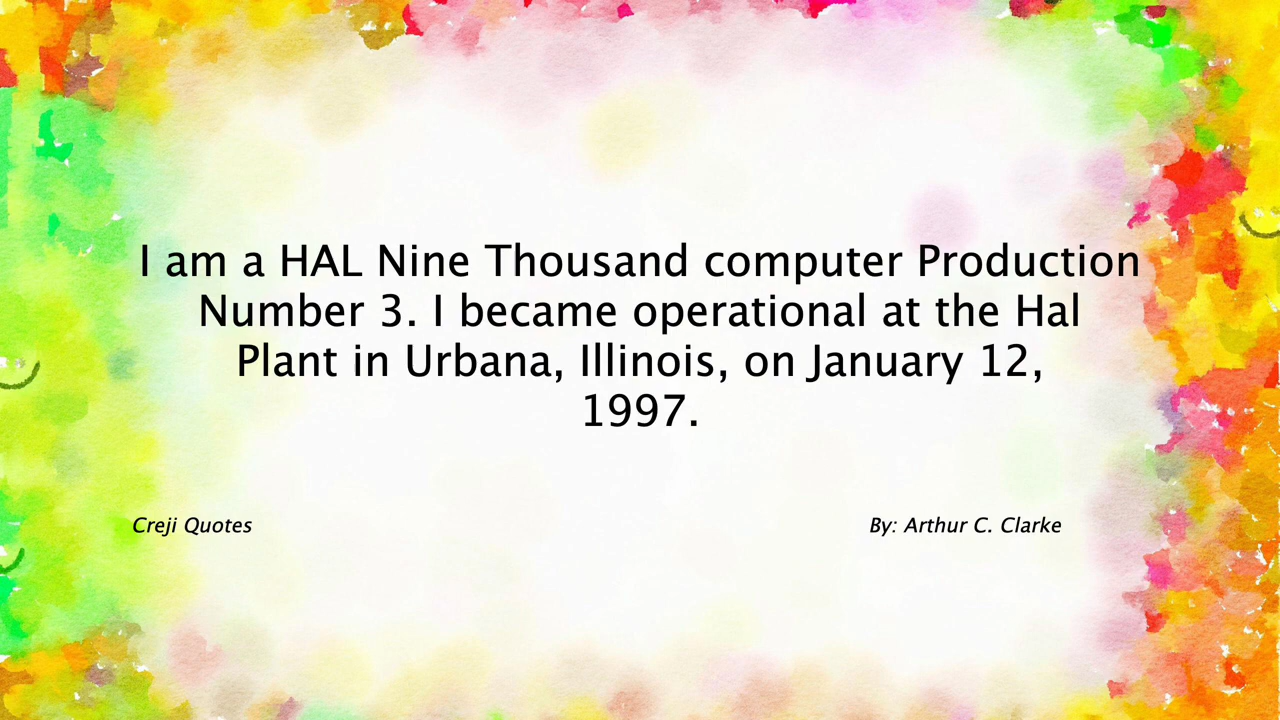 I am a HAL Nine Thousand computer Production
Number 3. I became operational at the Hal
Plant in Urbana, Illinois, on January 12,
1997.
Creji Quotes
By: Arthur C. Clarke